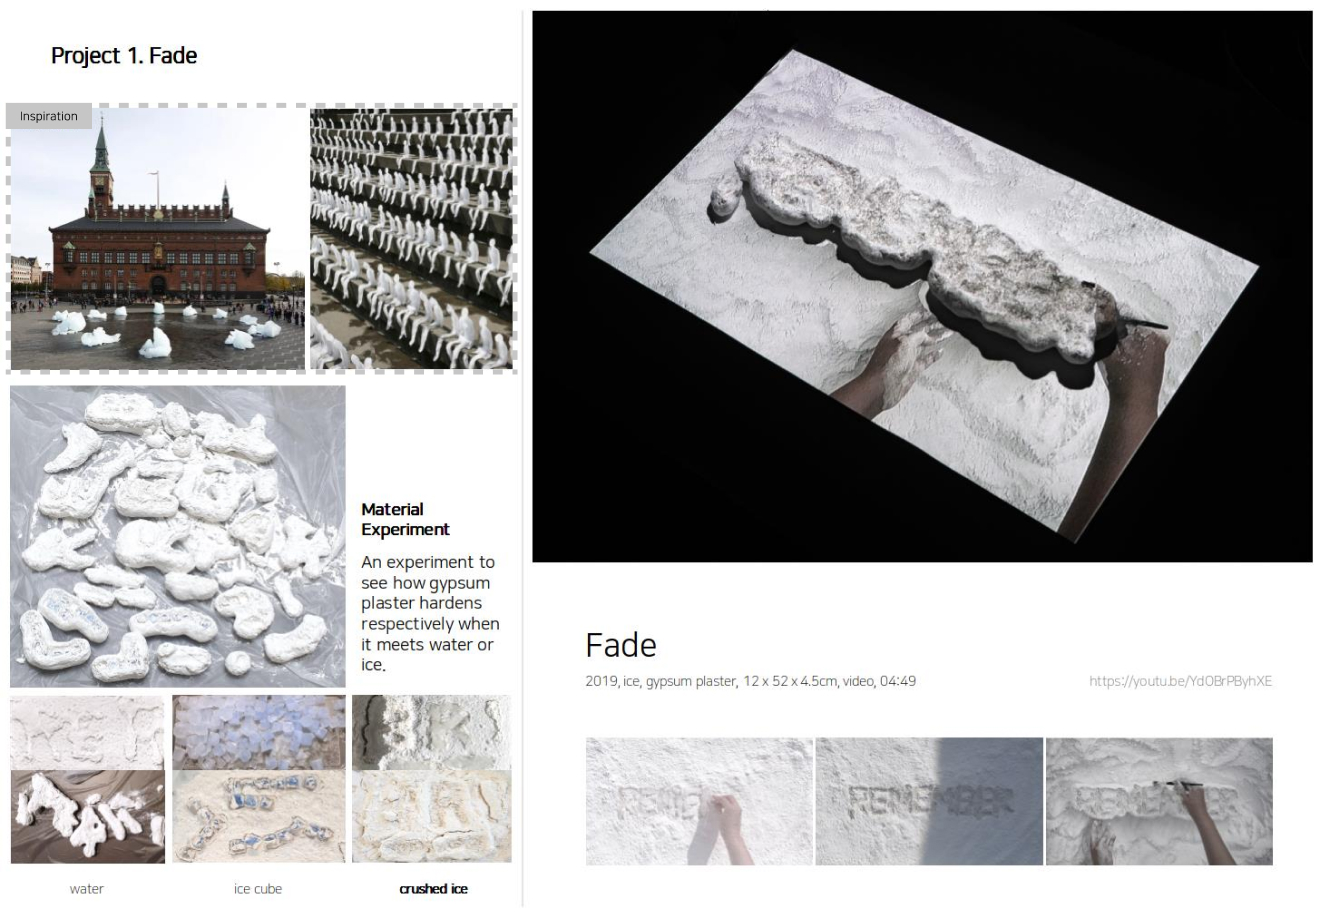 Project 1. Fade
Inspiration
Material
Experiment
An experiment to
see how gypsum
plaster hardens
respectively when
it meets water or
ice.
water
ice cube
crushed ice
Fade
2019, ice, gypsum plaster, 12 x 52 x 4.5cm, video, 04:49
https://youtu.be/YdOBrPByhXE
REME
REMEMBER
REMEMBER